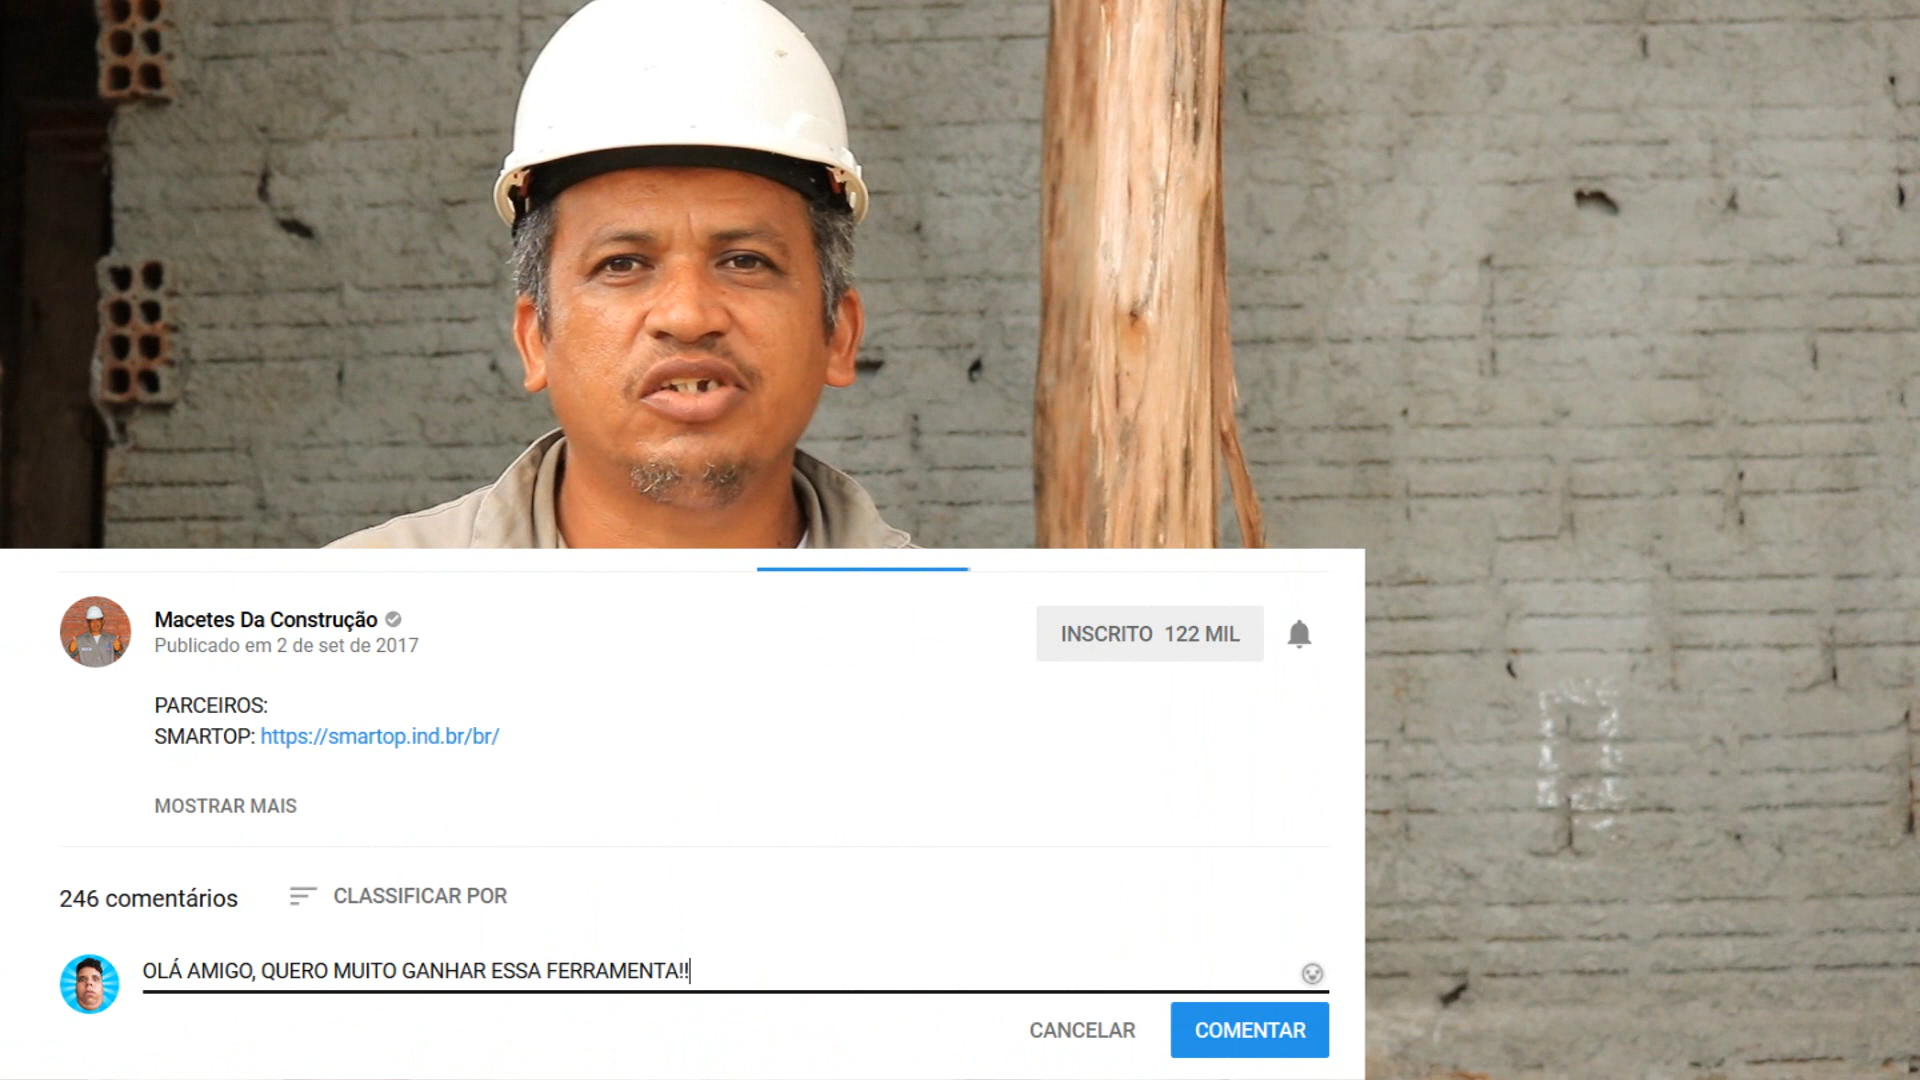 Macetes Da Construção
Publicado em 2 de set de 2017
INSCRITO 122 MIL
PARCEIROS:
SMARTOP: https://smartop.ind.br/br/
MOSTRAR MAIS
246 comentários
CLASSIFICAR POR
OLÁ AMIGO, QUERO MUITO GANHAR ESSA FERRAMENTA!!
CANCELAR
COMENTAR